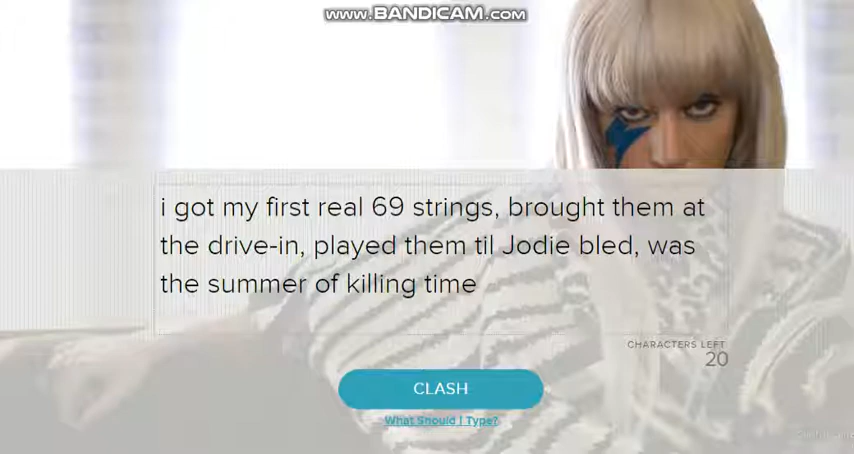 www.BANDICAM.com
i got my first real 69 strings, brought them at
the drive-in, played them til Jodie bled, was
the summer of killing time
CHARACTERS LEFT
20
CLASH
What Should I Type?